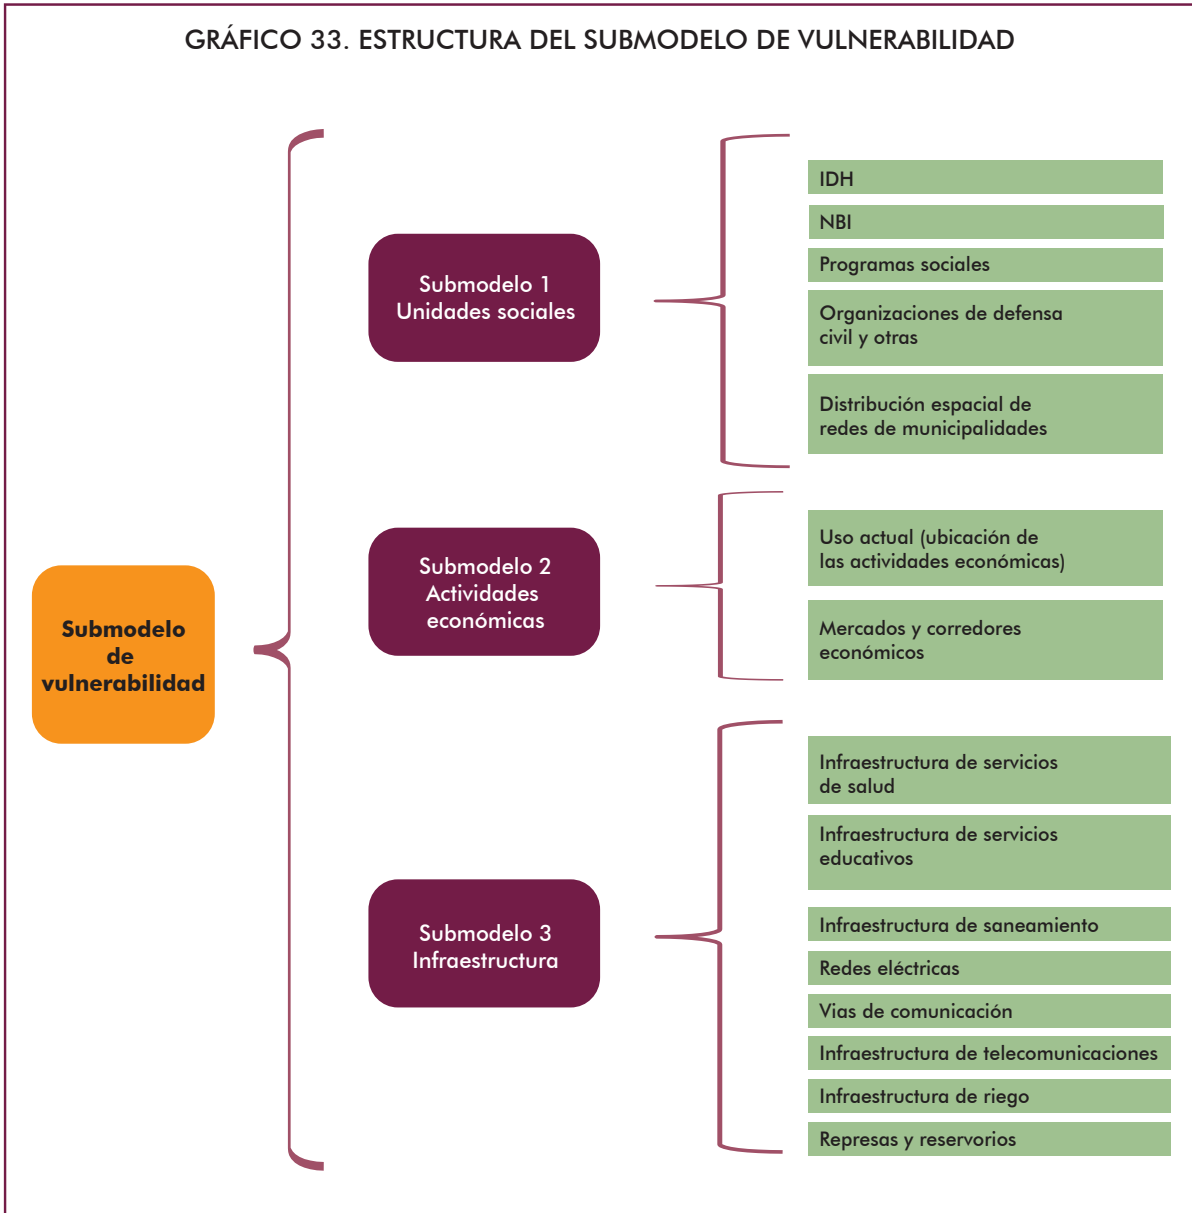 GRÁFICO 33. ESTRUCTURA DEL SUBMODELO DE VULNERABILIDAD
Submodelo
de
vulnerabilidad
Submodelo 1
Unidades sociales
IDH
NBI
Programas sociales
Organizaciones de defensa
civil y otras
Distribución espacial de
redes de municipalidades
Submodelo 2
Actividades
económicas
Uso actual (ubicación de
las actividades económicas)
Mercados y corredores
económicos
Submodelo 3
Infraestructura
Infraestructura de servicios
de salud
Infraestructura de servicios
educativos
Infraestructura de saneamiento
Redes eléctricas
Vias de comunicación
Infraestructura de telecomunicaciones
Infraestructura de riego
Represas y reservorios